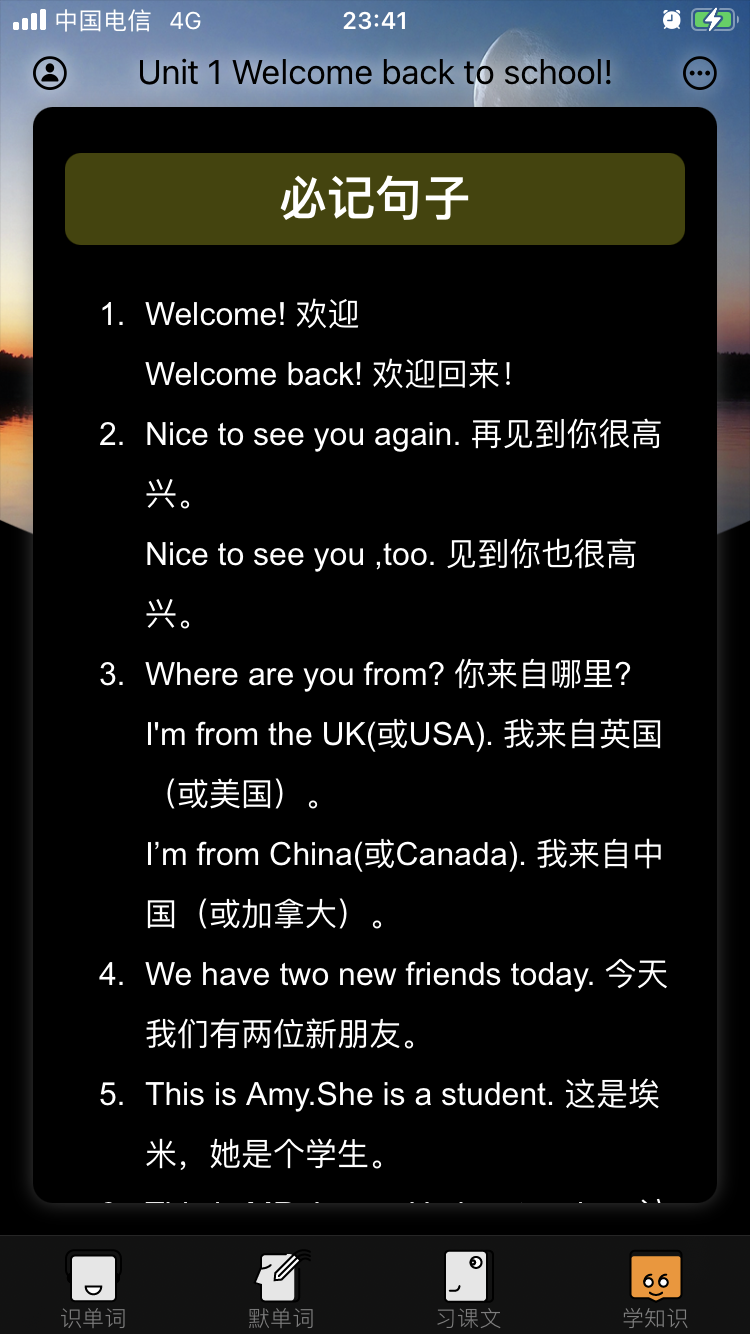 中国电信 4G 23:41
Unit 1 Welcome back to school!
必记句子
1. Welcome! 欢迎
Welcome back! 欢迎回来！
2. Nice to see you again. 再见到你很高
兴。
Nice to see you ,too. 见到你也很高
兴。
3. Where are you from? 你来自哪里?
I'm from the UK(或USA). 我来自英国
（或美国）。
I’m from China(或Canada). 我来自中
国（或加拿大）。
4. We have two new friends today. 今天
我们有两位新朋友。
5. This is Amy.She is a student. 这是埃
米，她是个学生。
识单词 默单词 习课文 学知识